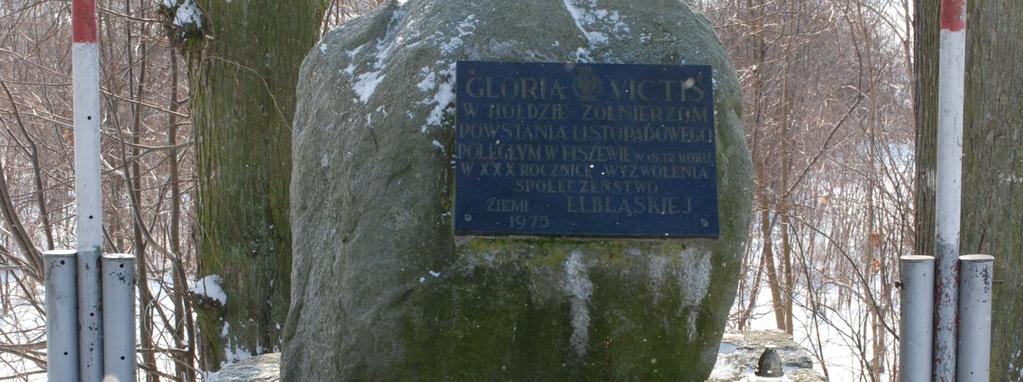 GLORIA VICTIS
W HOŁDZIE ŻOŁNIERZOM
POWSTANIA LISTOPADOWEGO
POLEGŁYM W FISZEWIE W 1832 ROKU
W XXX ROCZNICĘ WYZWOLENIA
SPOŁECZEŃSTWO
ZIEMI ELBLĄSKIEJ
1975